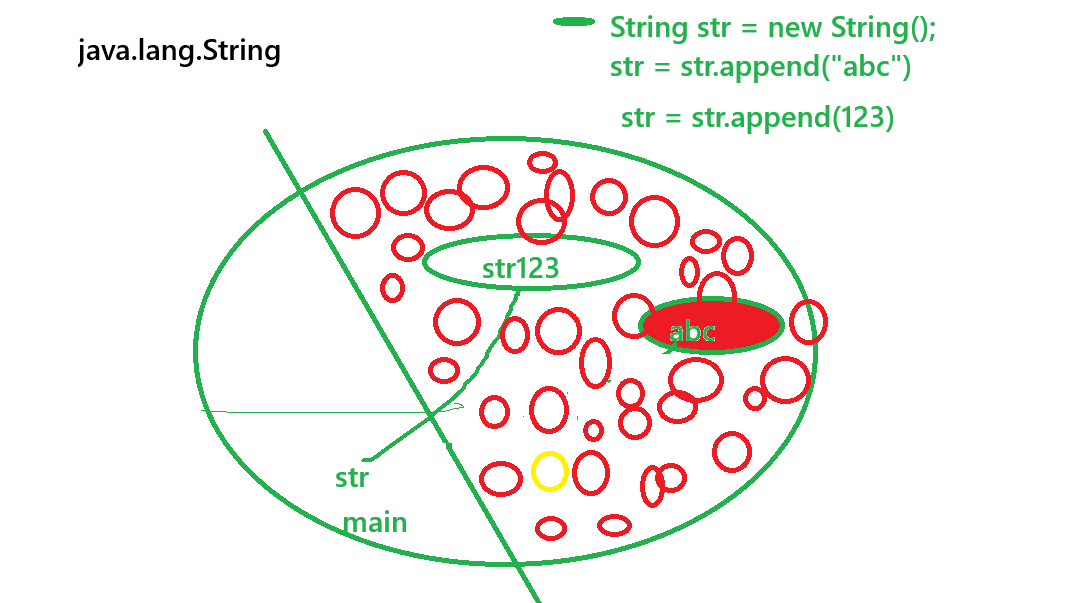 java.lang.String
String str = new String();
str = str.append("abc")
str = str.append(123)
str123
abc
str
main